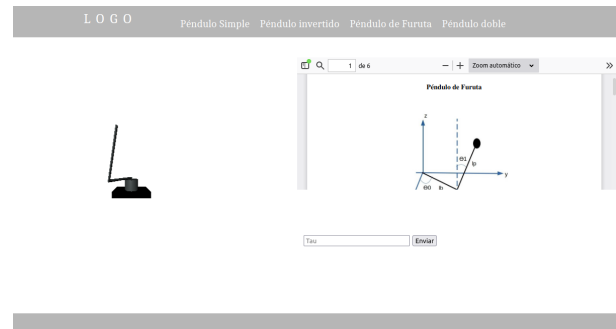 LOGO
Péndulo Simple Péndulo invertido Péndulo de Furuta Péndulo doble
1 de 6 Zoom automático
Péndulo de Furuta
z
θ1 lp
y
θ0 lb
Tau Enviar